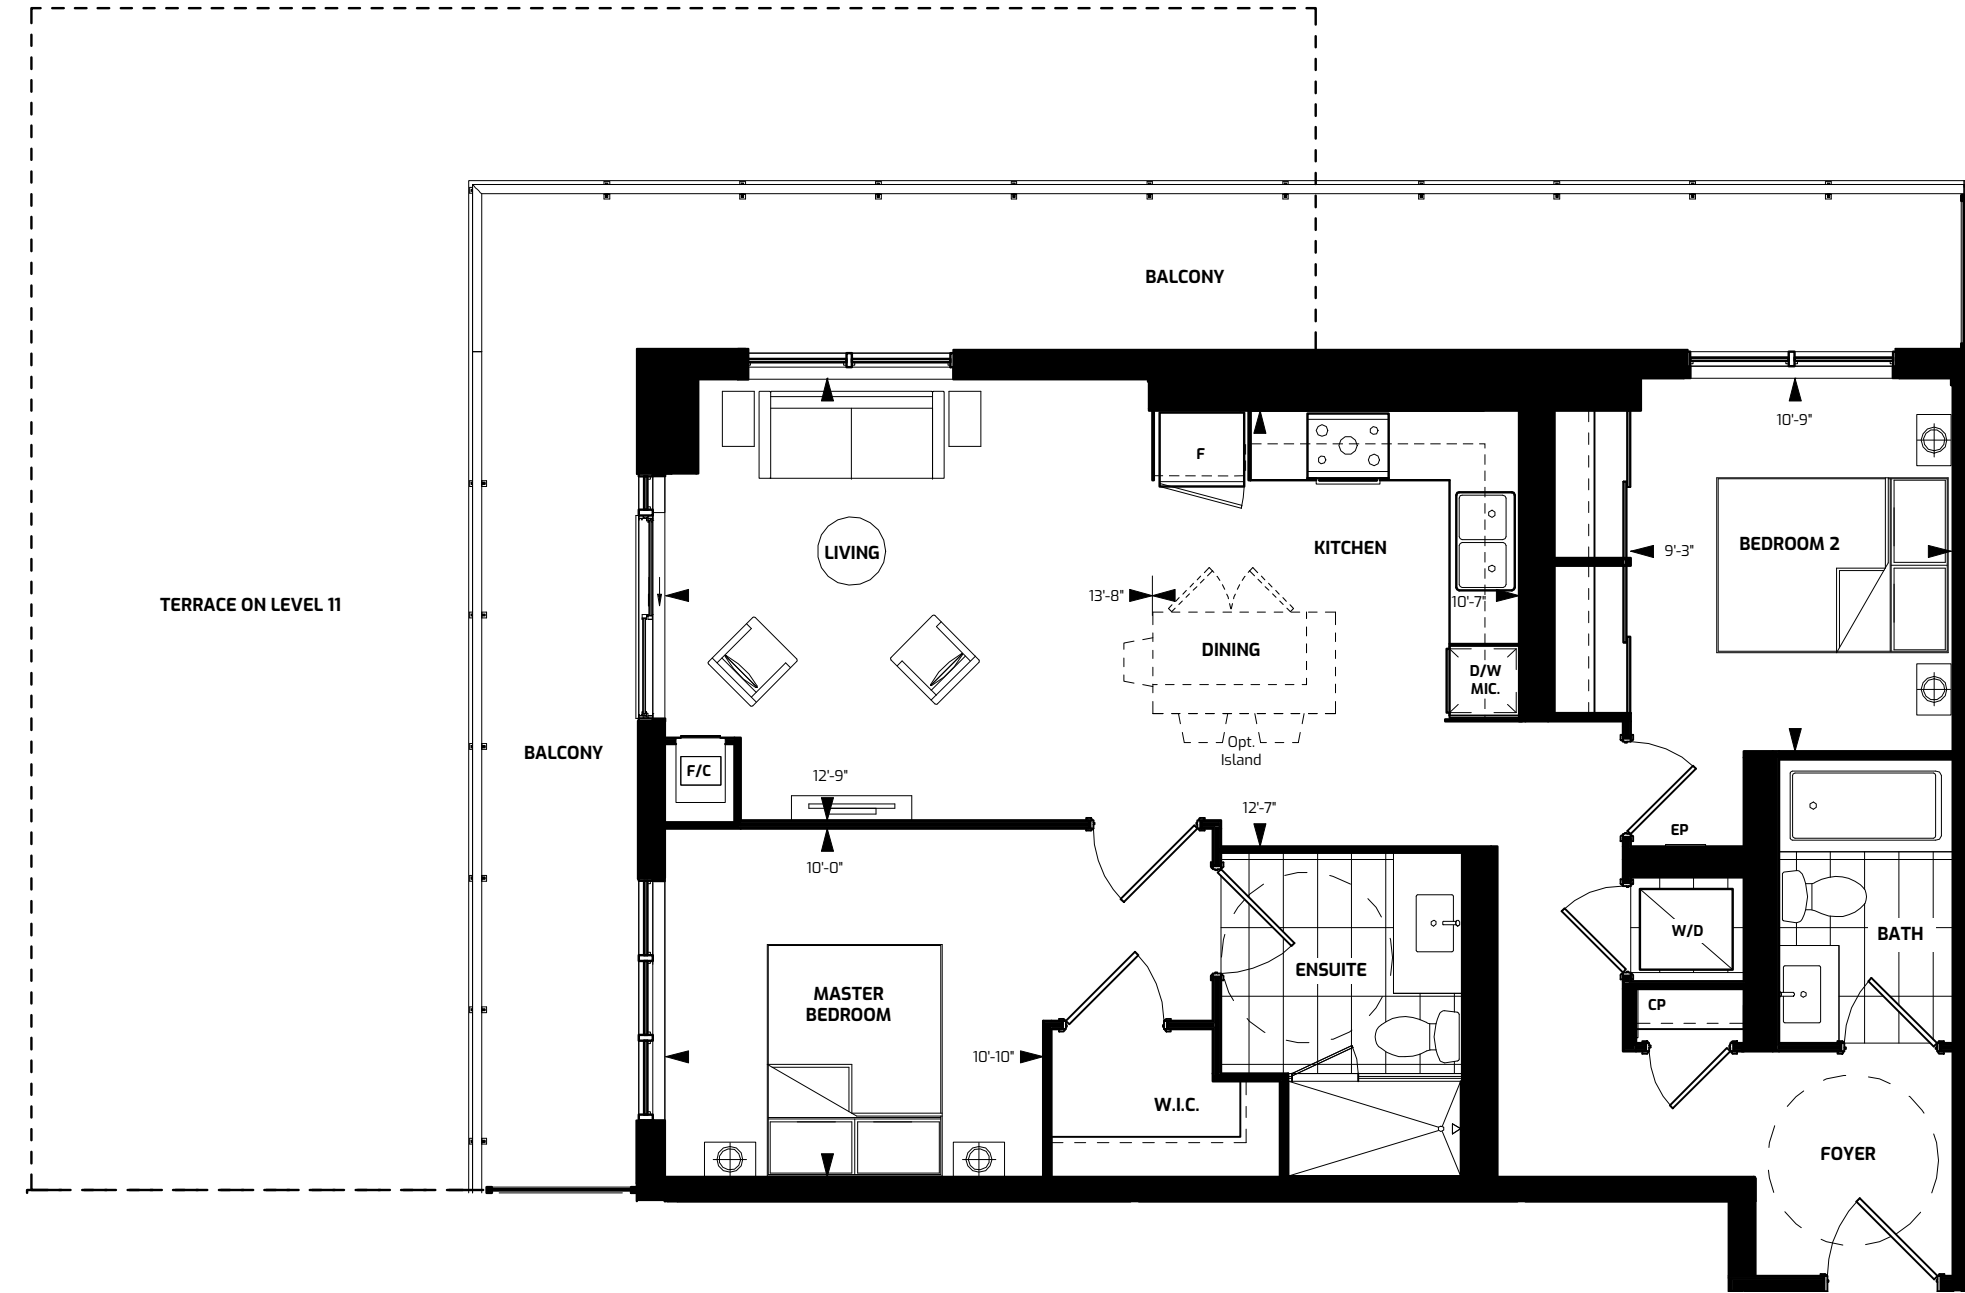 BALCONY
10'-9"
F
KITCHEN
BEDROOM 2
LIVING
9'-3"
TERRACE ON LEVEL 11
13'-8"
10'-7"
DINING
D/W
MIC.
BALCONY
Opt.
Island
F/C
12'-9"
12'-7"
EP
10'-0"
W/D
BATH
ENSUITE
MASTER
BEDROOM
CP
10'-10"
W.I.C.
FOYER